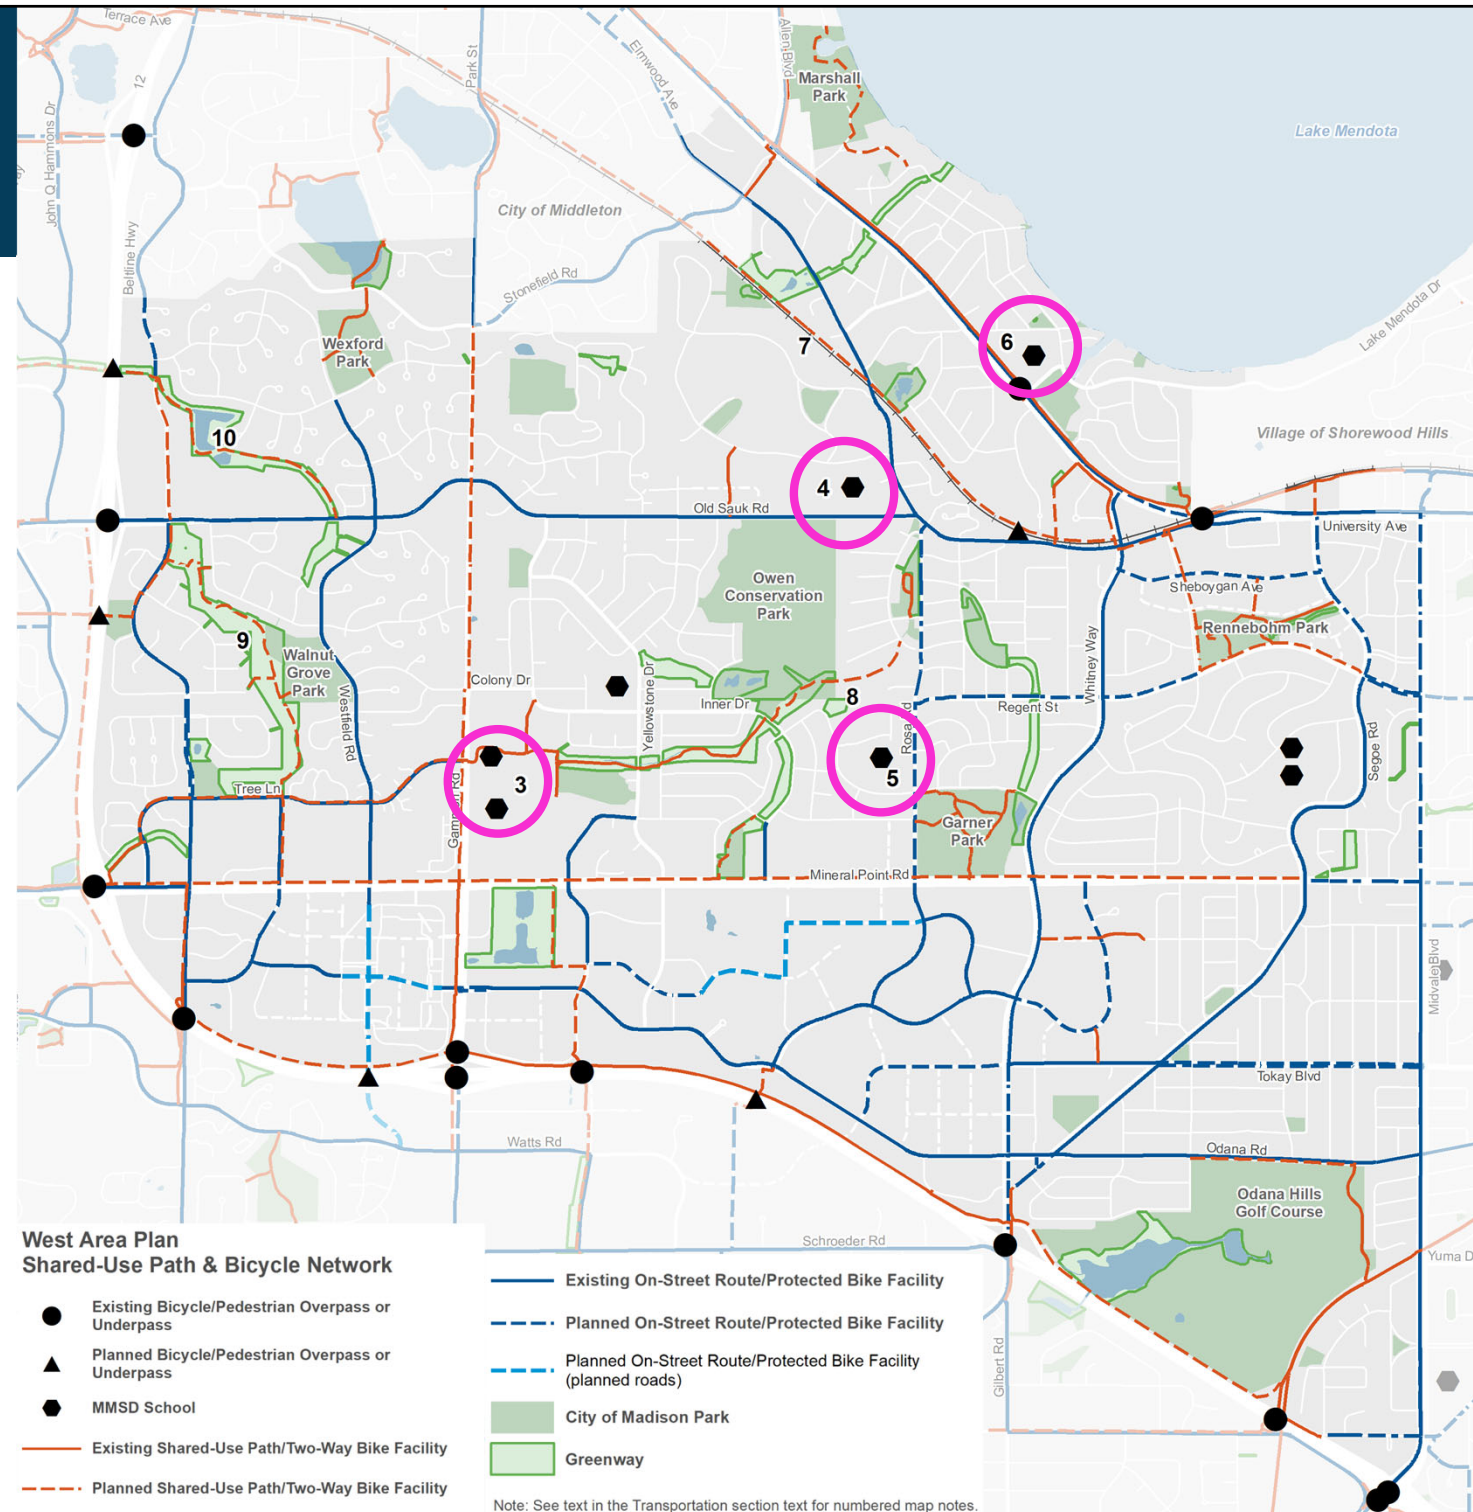 Terrace Ave
Park St
Allen Blvd
Elmwood Ave
Marshall
Park
12
John Q Hammons Dr
Lake Mendota
City of Middleton
Beltline Hwy
Stonefield Rd
Lake Mendota Dr
Wexford
Park
7
6
10
Village of Shorewood Hills
4
Old Sauk Rd
University Ave
Owen
Conservation
Park
Sheboygan Ave
Rennebohm Park
9
Walnut
Grove
Park
Whitney Way
Colony Dr
Yellowstone Dr
Inner Dr
8
Regent St
Westfield Rd
Rosa Rd
Segoe Rd
3
5
Tree Ln
Gammon Rd
Garner
Park
Mineral Point Rd
Midvale Blvd
Tokay Blvd
Watts Rd
Odana Rd
Odana Hills
Golf Course
Schroeder Rd
Yuma D
Gilbert Rd
West Area Plan
Shared-Use Path & Bicycle Network
Existing Bicycle/Pedestrian Overpass or
Underpass
Planned Bicycle/Pedestrian Overpass or
Underpass
MMSD School
Existing Shared-Use Path/Two-Way Bike Facility
Planned Shared-Use Path/Two-Way Bike Facility
Existing On-Street Route/Protected Bike Facility
Planned On-Street Route/Protected Bike Facility
Planned On-Street Route/Protected Bike Facility
(planned roads)
City of Madison Park
Greenway
Note: See text in the Transportation section text for numbered map notes.